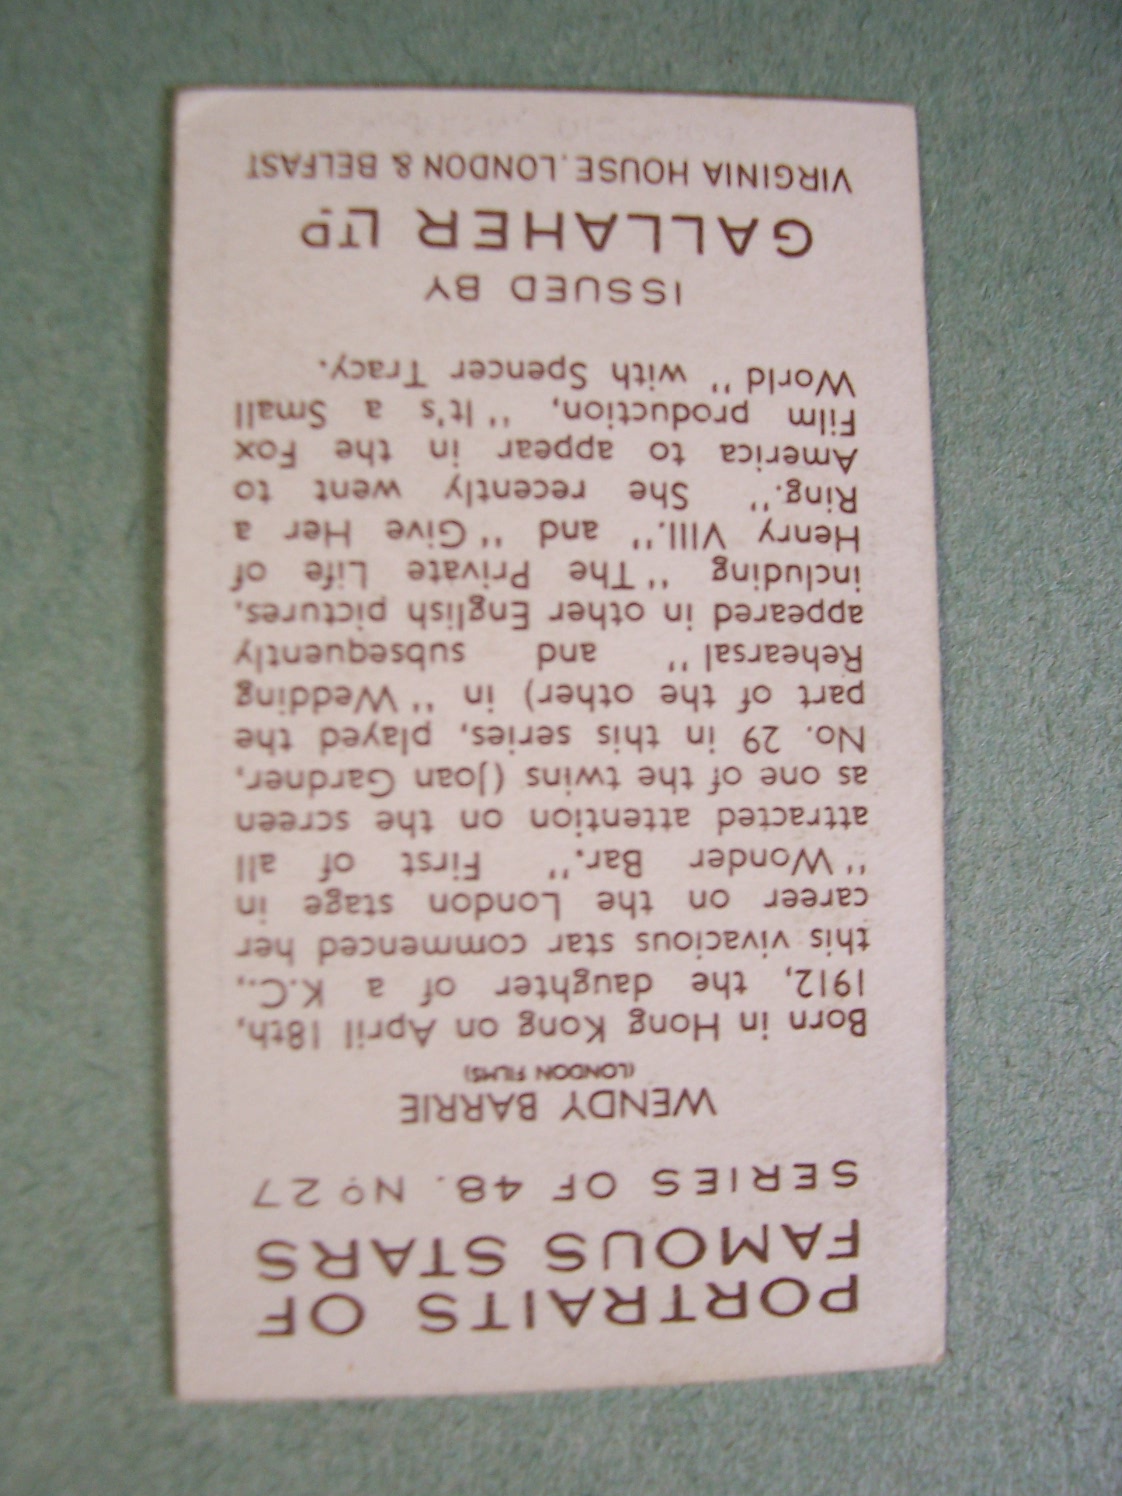 PORTRAITS OF
FAMOUS STARS
SERIES OF 48. Nº 27
WENDY BARRIE
(LONDON FILMS)
Born in Hong Kong on April 18th,
1912, the daughter of a K.C.,
this vivacious star commenced her
career on the London stage in
"Wonder Bar." First of all
attracted attention on the screen
as one of the twins (Joan Gardner,
No. 29 in this series, played the
part of the other) in "Wedding
Rehearsal" and subsequently
appeared in other English pictures,
including "The Private Life of
Henry VIII." and "Give Her a
Ring." She recently went to
America to appear in the Fox
Film production, "It's a Small
World" with Spencer Tracy.
ISSUED BY
GALLAHER LTD
VIRGINIA HOUSE. LONDON & BELFAST